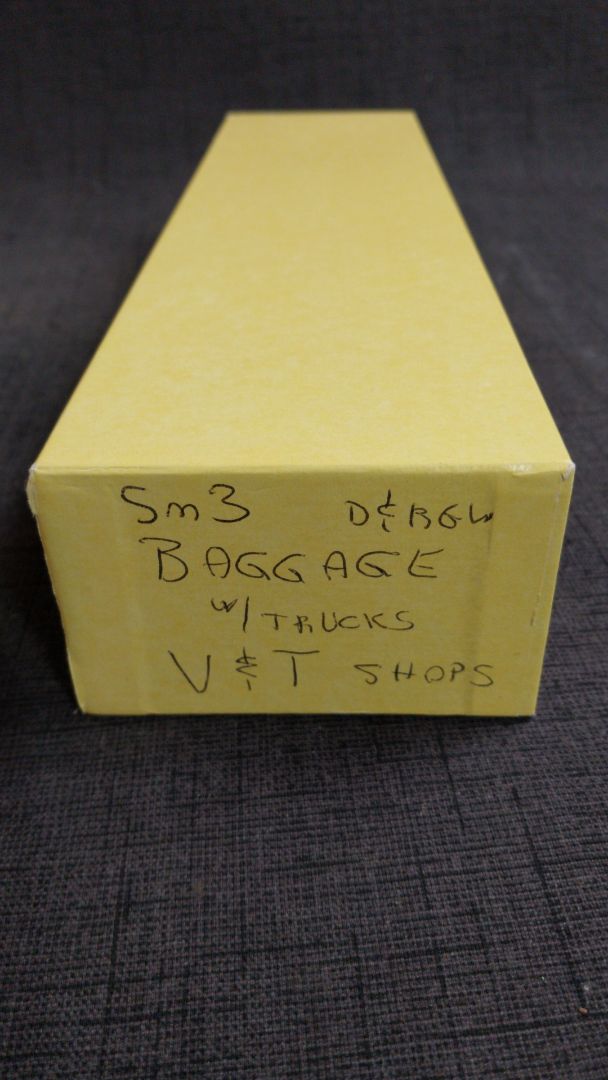 Sm3 D&RGW
BAGGAGE
W/TRUCKS
V&T SHOPS